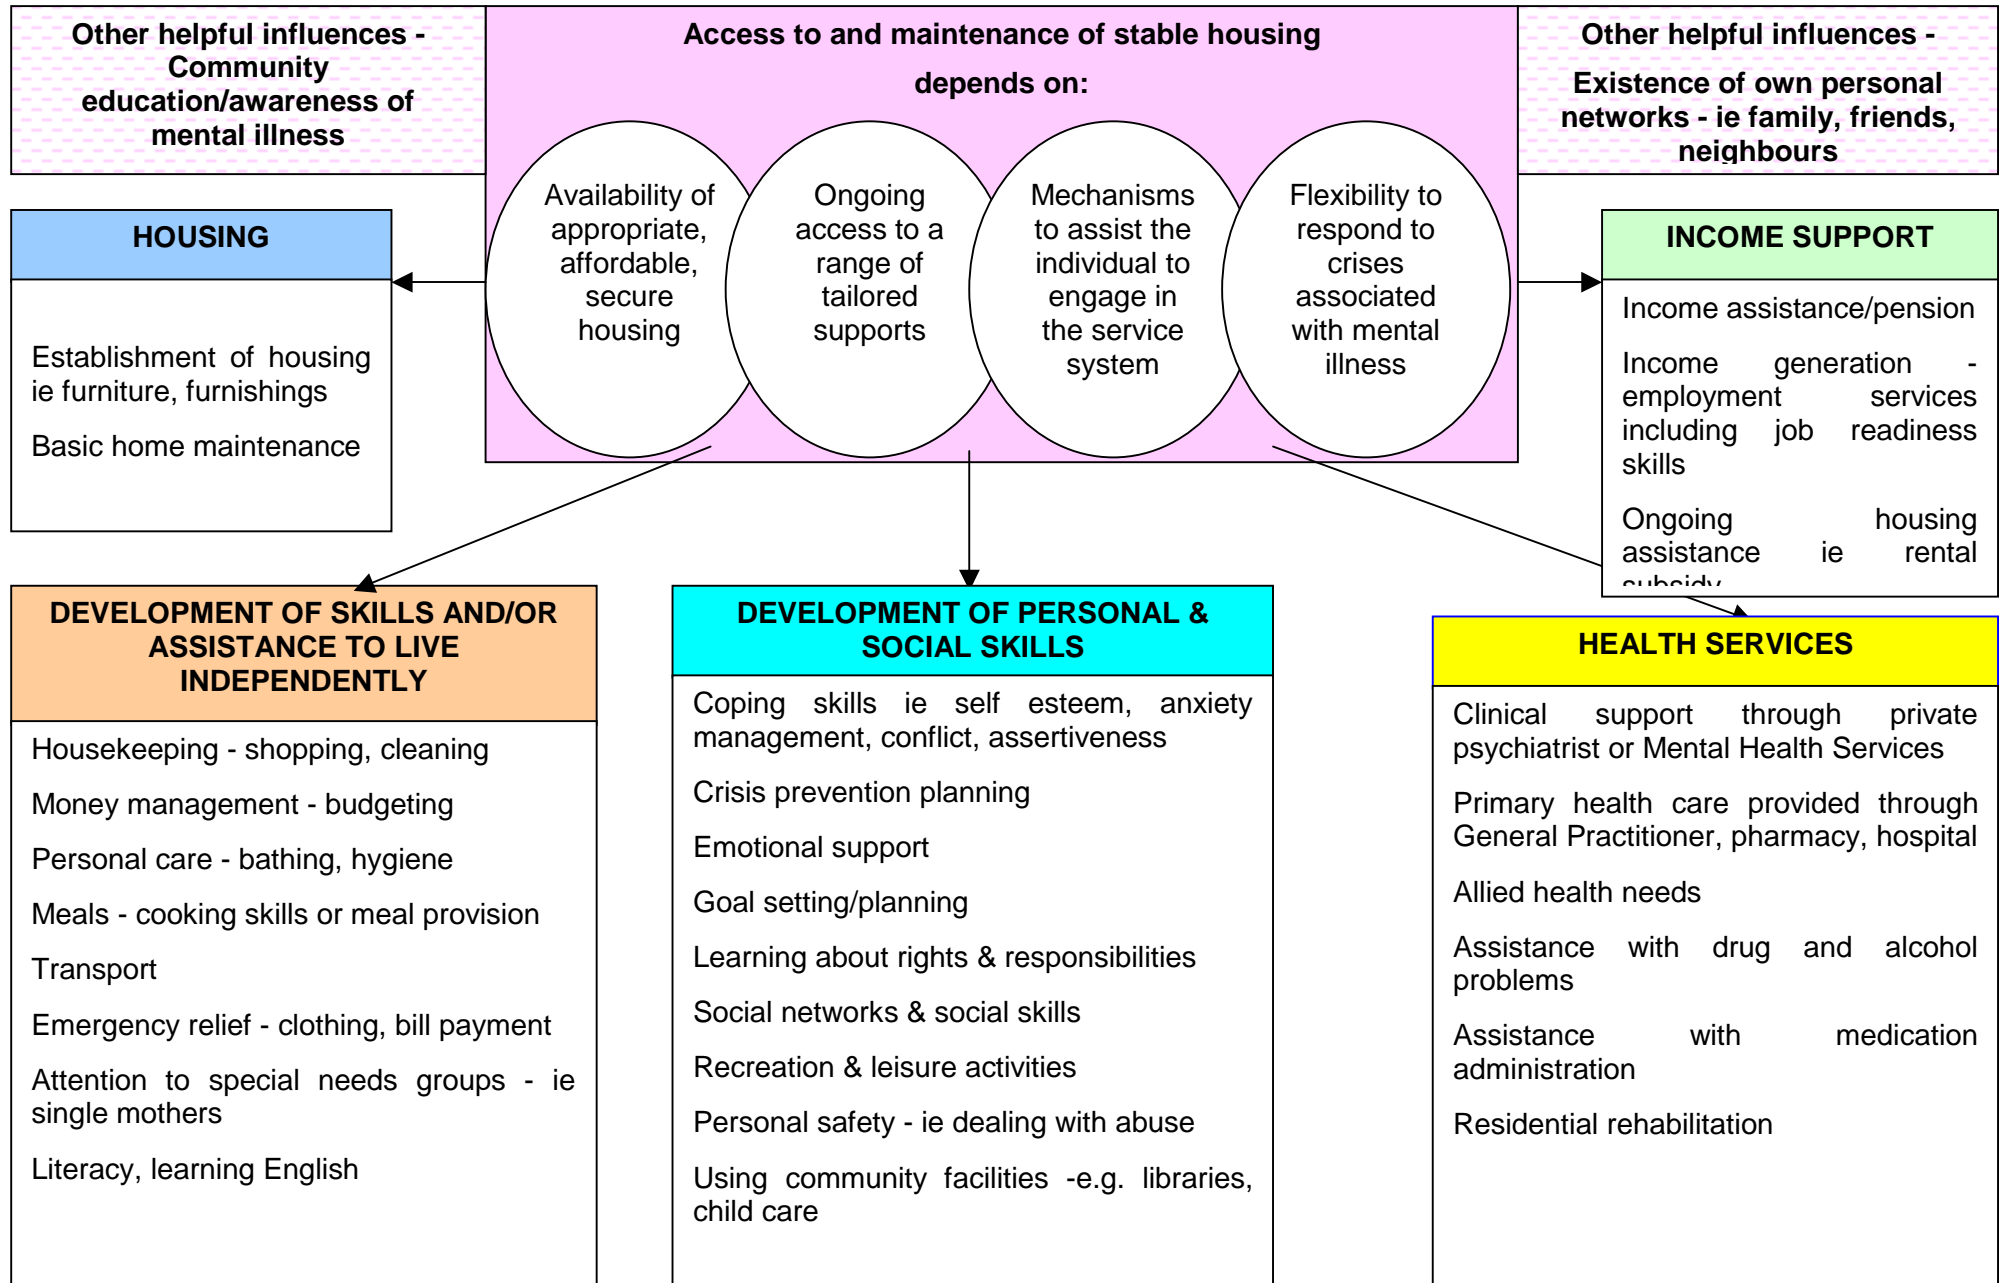 Other helpful influences -
Community
education/awareness of
mental illness
Access to and maintenance of stable housing
depends on:
Other helpful influences -
Existence of own personal
networks - ie family, friends,
neighbours
Availability of
appropriate,
affordable,
secure
housing
Ongoing
access to a
range of
tailored
supports
Mechanisms
to assist the
individual to
engage in
the service
system
Flexibility to
respond to
crises
associated
with mental
illness
HOUSING
Establishment of housing
ie furniture, furnishings
Basic home maintenance
INCOME SUPPORT
Income assistance/pension
Income generation -
employment services
including job readiness
skills
Ongoing housing
assistance ie rental
subsidy
DEVELOPMENT OF SKILLS AND/OR
ASSISTANCE TO LIVE
INDEPENDENTLY
Housekeeping - shopping, cleaning
Money management - budgeting
Personal care - bathing, hygiene
Meals - cooking skills or meal provision
Transport
Emergency relief - clothing, bill payment
Attention to special needs groups - ie
single mothers
Literacy, learning English
DEVELOPMENT OF PERSONAL &
SOCIAL SKILLS
Coping skills ie self esteem, anxiety
management, conflict, assertiveness
Crisis prevention planning
Emotional support
Goal setting/planning
Learning about rights & responsibilities
Social networks & social skills
Recreation & leisure activities
Personal safety - ie dealing with abuse
Using community facilities -e.g. libraries,
child care
HEALTH SERVICES
Clinical support through private
psychiatrist or Mental Health Services
Primary health care provided through
General Practitioner, pharmacy, hospital
Allied health needs
Assistance with drug and alcohol
problems
Assistance with medication
administration
Residential rehabilitation